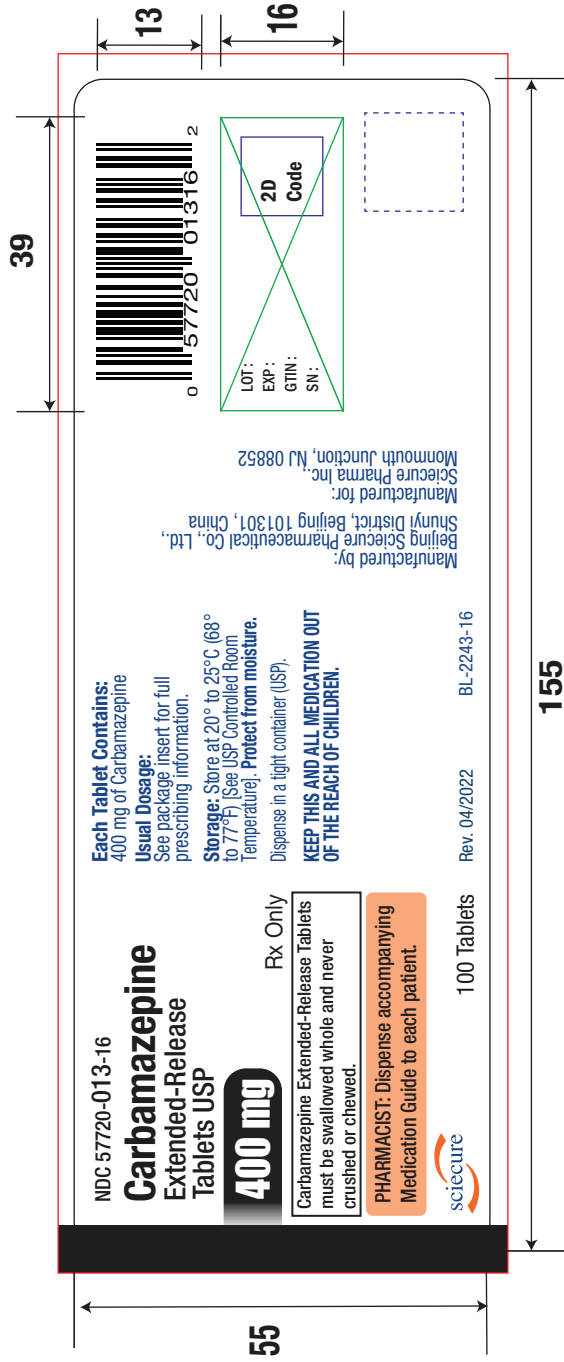 NDC 57720-013-16
Carbamazepine
Extended-Release
Tablets USP
400 mg
Rx Only
Carbamazepine Extended-Release Tablets
must be swallowed whole and never
crushed or chewed.
PHARMACIST: Dispense accompanying
Medication Guide to each patient.
sciecure
100 Tablets
Each Tablet Contains:
400 mg of Carbamazepine
Usual Dosage:
See package insert for full
prescribing information.
Storage: Store at 20° to 25°C (68°
to 77°F) [See USP Controlled Room
Temperature]. Protect from moisture.
Dispense in a tight container (USP).
KEEP THIS AND ALL MEDICATION OUT
OF THE REACH OF CHILDREN.
Rev. 04/2022
BL-2243-16
Manufactured by:
Beijing Sciecure Pharmaceutical Co., Ltd.,
Shunyi District, Beijing 101301, China
Manufactured for:
Sciecure Pharma Inc.,
Monmouth Junction, NJ 08852
0 57720 01316 2
LOT :
EXP :
GTIN :
SN :
2D
Code
39
13
16
55
155